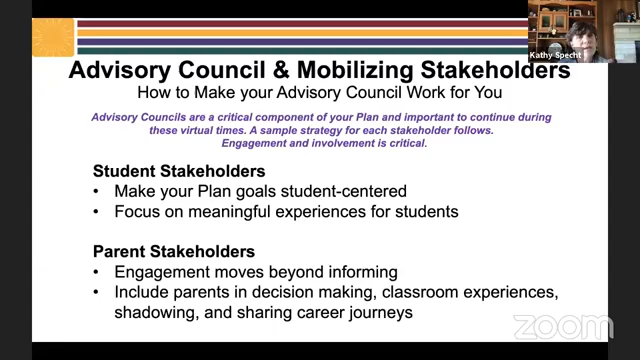 Kathy Specht
Advisory Council & Mobilizing Stakeholders
How to Make your Advisory Council Work for You
Advisory Councils are a critical component of your Plan and important to continue during
these virtual times. A sample strategy for each stakeholder follows.
Engagement and involvement is critical.
Student Stakeholders
• Make your Plan goals student-centered
• Focus on meaningful experiences for students
Parent Stakeholders
• Engagement moves beyond informing
• Include parents in decision making, classroom experiences,
shadowing, and sharing career journeys
zoom